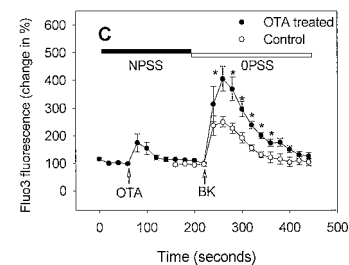 OTA treated
Control
C
NPSS
0PSS
Fluo3 fluorescence (change in %)
600
500
400
300
200
100
0
* * * * * * *
OTA
BK
0
100
200
300
400
500
Time (seconds)